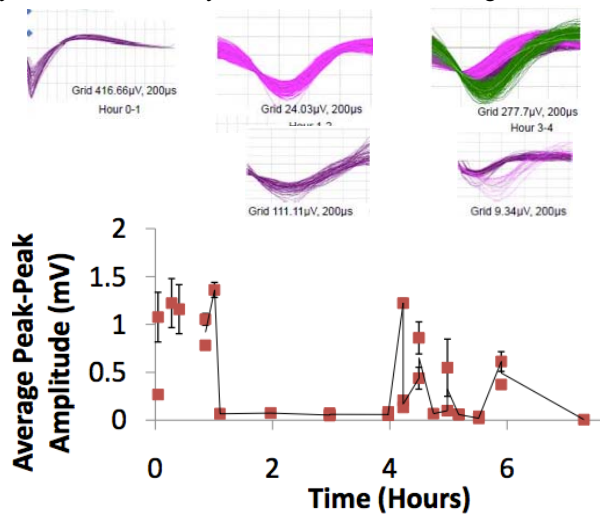 Grid 416.66µV, 200µs
Hour 0-1
Grid 24.03µV, 200µs
Grid 277.7µV, 200µs
Hour 3-4
Grid 111.11µV, 200µs
Grid 9.34µV, 200µs
Average Peak-Peak
Amplitude (mV)
2
1.5
1
0.5
0
0
2
4
6
Time (Hours)